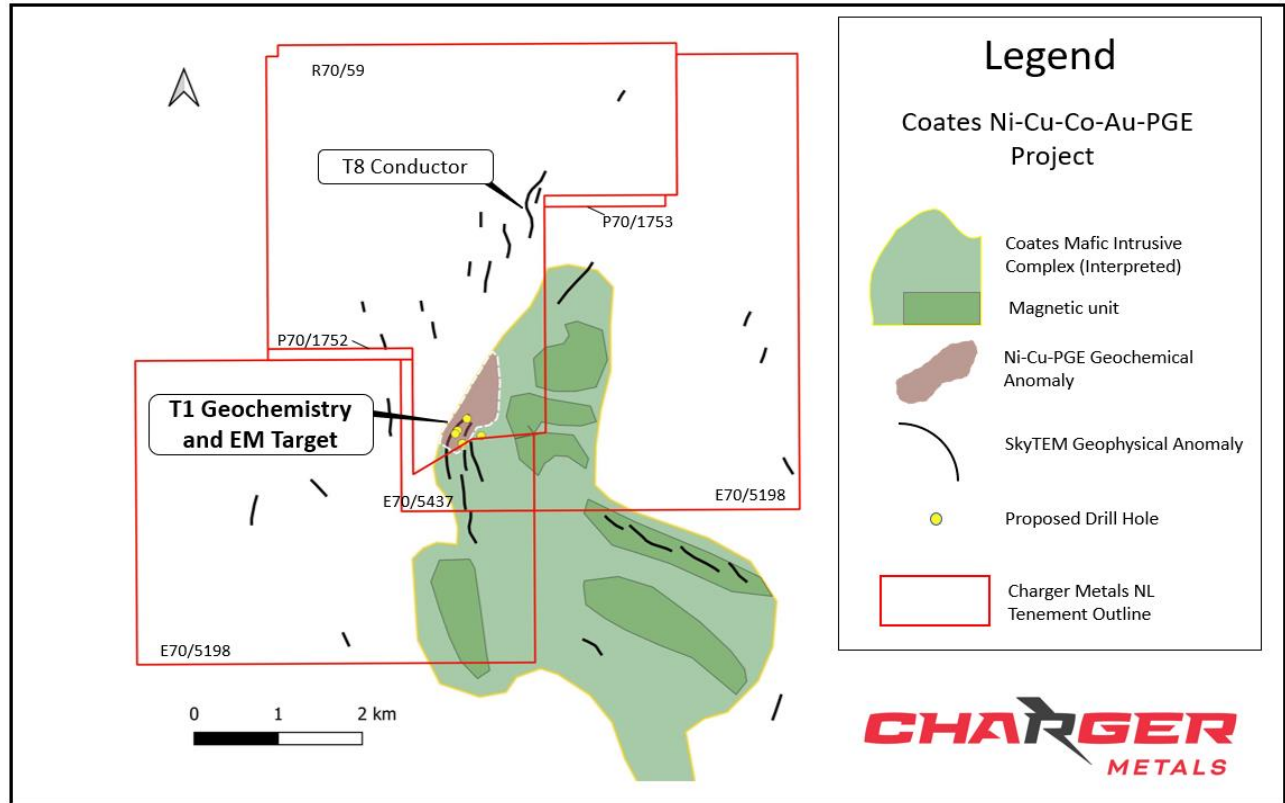 R70/59
T8 Conductor
P70/1753
P70/1752
T1 Geochemistry
and EM Target
E70/5437
E70/5198
E70/5198
0 1 2 km
Legend
Coates Ni-Cu-Co-Au-PGE
Project
Coates Mafic Intrusive
Complex (Interpreted)
Magnetic unit
Ni-Cu-PGE Geochemical
Anomaly
SkyTEM Geophysical Anomaly
Proposed Drill Hole
Charger Metals NL
Tenement Outline
CHARGER
METALS